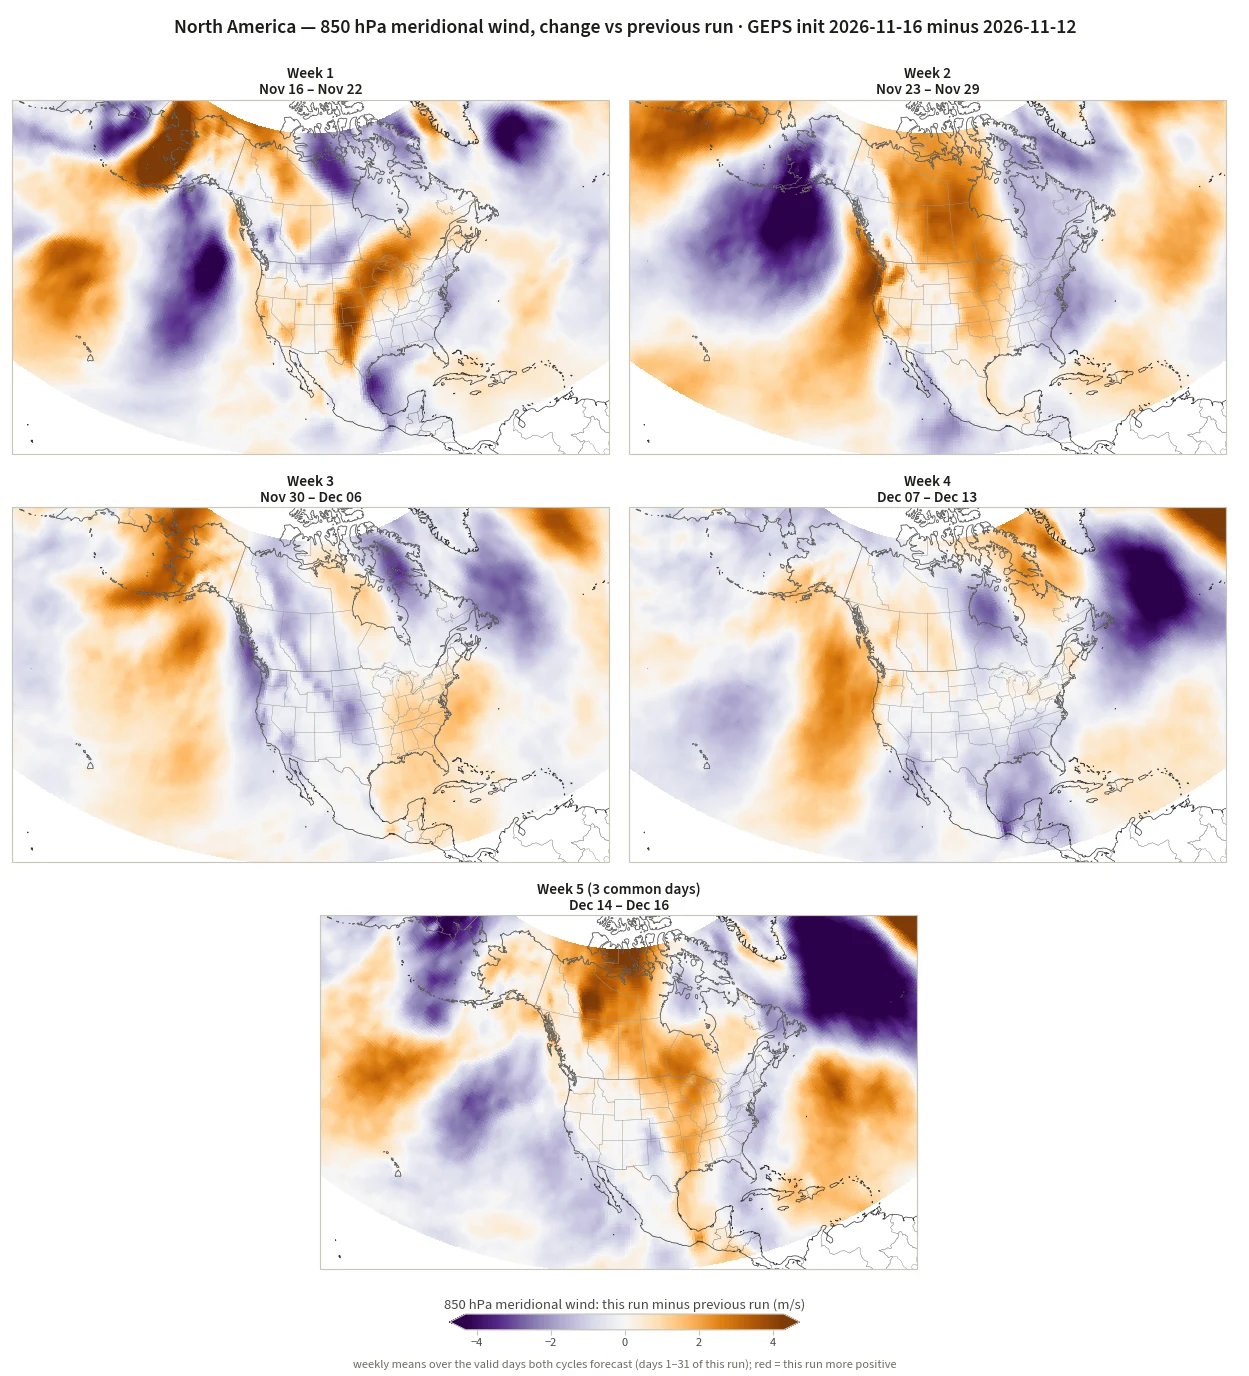 North America — 850 hPa meridional wind, change vs previous run · GEPS init 2026-11-16 minus 2026-11-12
Week 1
Nov 16 – Nov 22
Week 2
Nov 23 – Nov 29
Week 3
Nov 30 – Dec 06
Week 4
Dec 07 – Dec 13
Week 5 (3 common days)
Dec 14 – Dec 16
850 hPa meridional wind: this run minus previous run (m/s)
−4 −2 0 2 4
weekly means over the valid days both cycles forecast (days 1–31 of this run); red = this run more positive